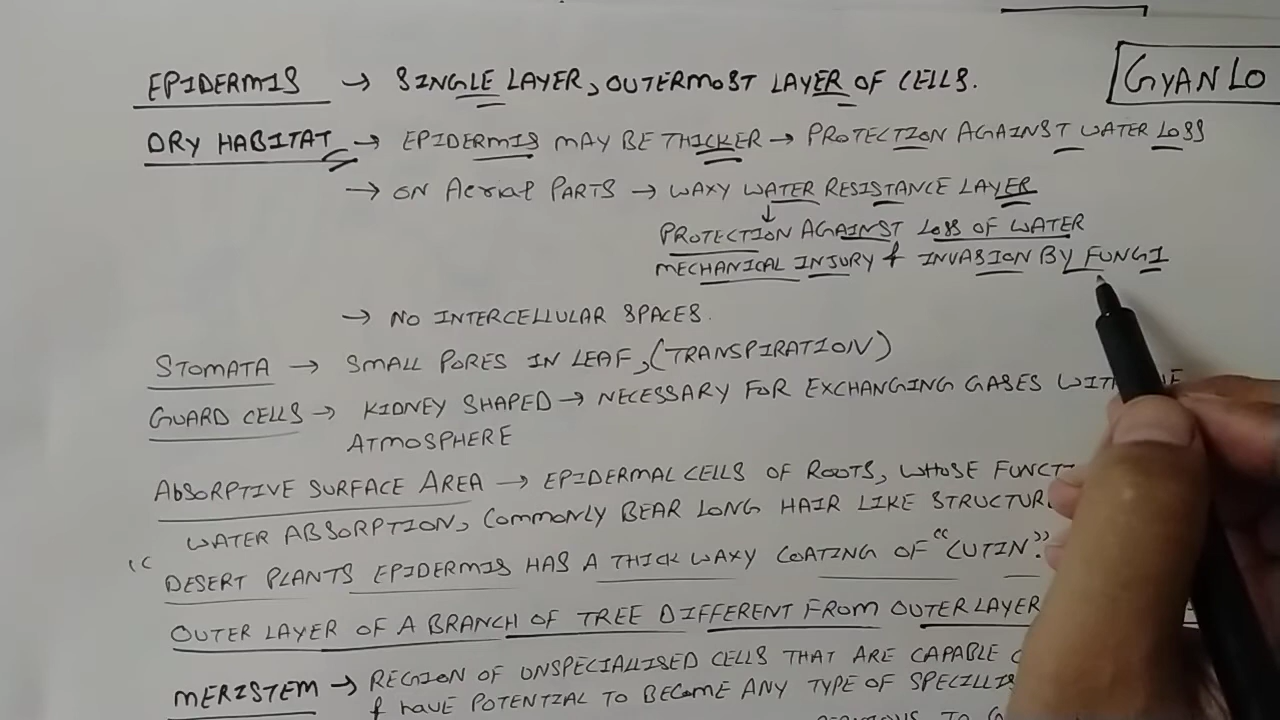 GYANLO
EPIDERMIS → SINGLE LAYER, OUTERMOST LAYER OF CELLS.
DRY HABITAT → EPIDERMIS MAY BE THICKER → PROTECTION AGAINST WATER LOSS
→ ON Aerial PARTS → WAXY WATER RESISTANCE LAYER
↓
PROTECTION AGAINST LOSS OF WATER
MECHANICAL INJURY & INVASION BY FUNGI
→ NO INTERCELLULAR SPACES.
STOMATA → SMALL PORES IN LEAF, (TRANSPIRATION)
GUARD CELLS → KIDNEY SHAPED → NECESSARY FOR EXCHANGING GASES
ATMOSPHERE
ABSORPTIVE SURFACE AREA → EPIDERMAL CELLS OF ROOTS, WHOSE
WATER ABSORPTION, COMMONLY BEAR LONG HAIR LIKE
"DESERT PLANTS EPIDERMIS HAS A THICK WAXY COATING OF "CUTIN".
OUTER LAYER OF A BRANCH OF TREE DIFFERENT FROM OUTER LAYER
MERISTEM → REGION OF UNSPECIALISED CELLS THAT ARE CAPABLE
& have POTENTIAL TO BECOME ANY TYPE OF